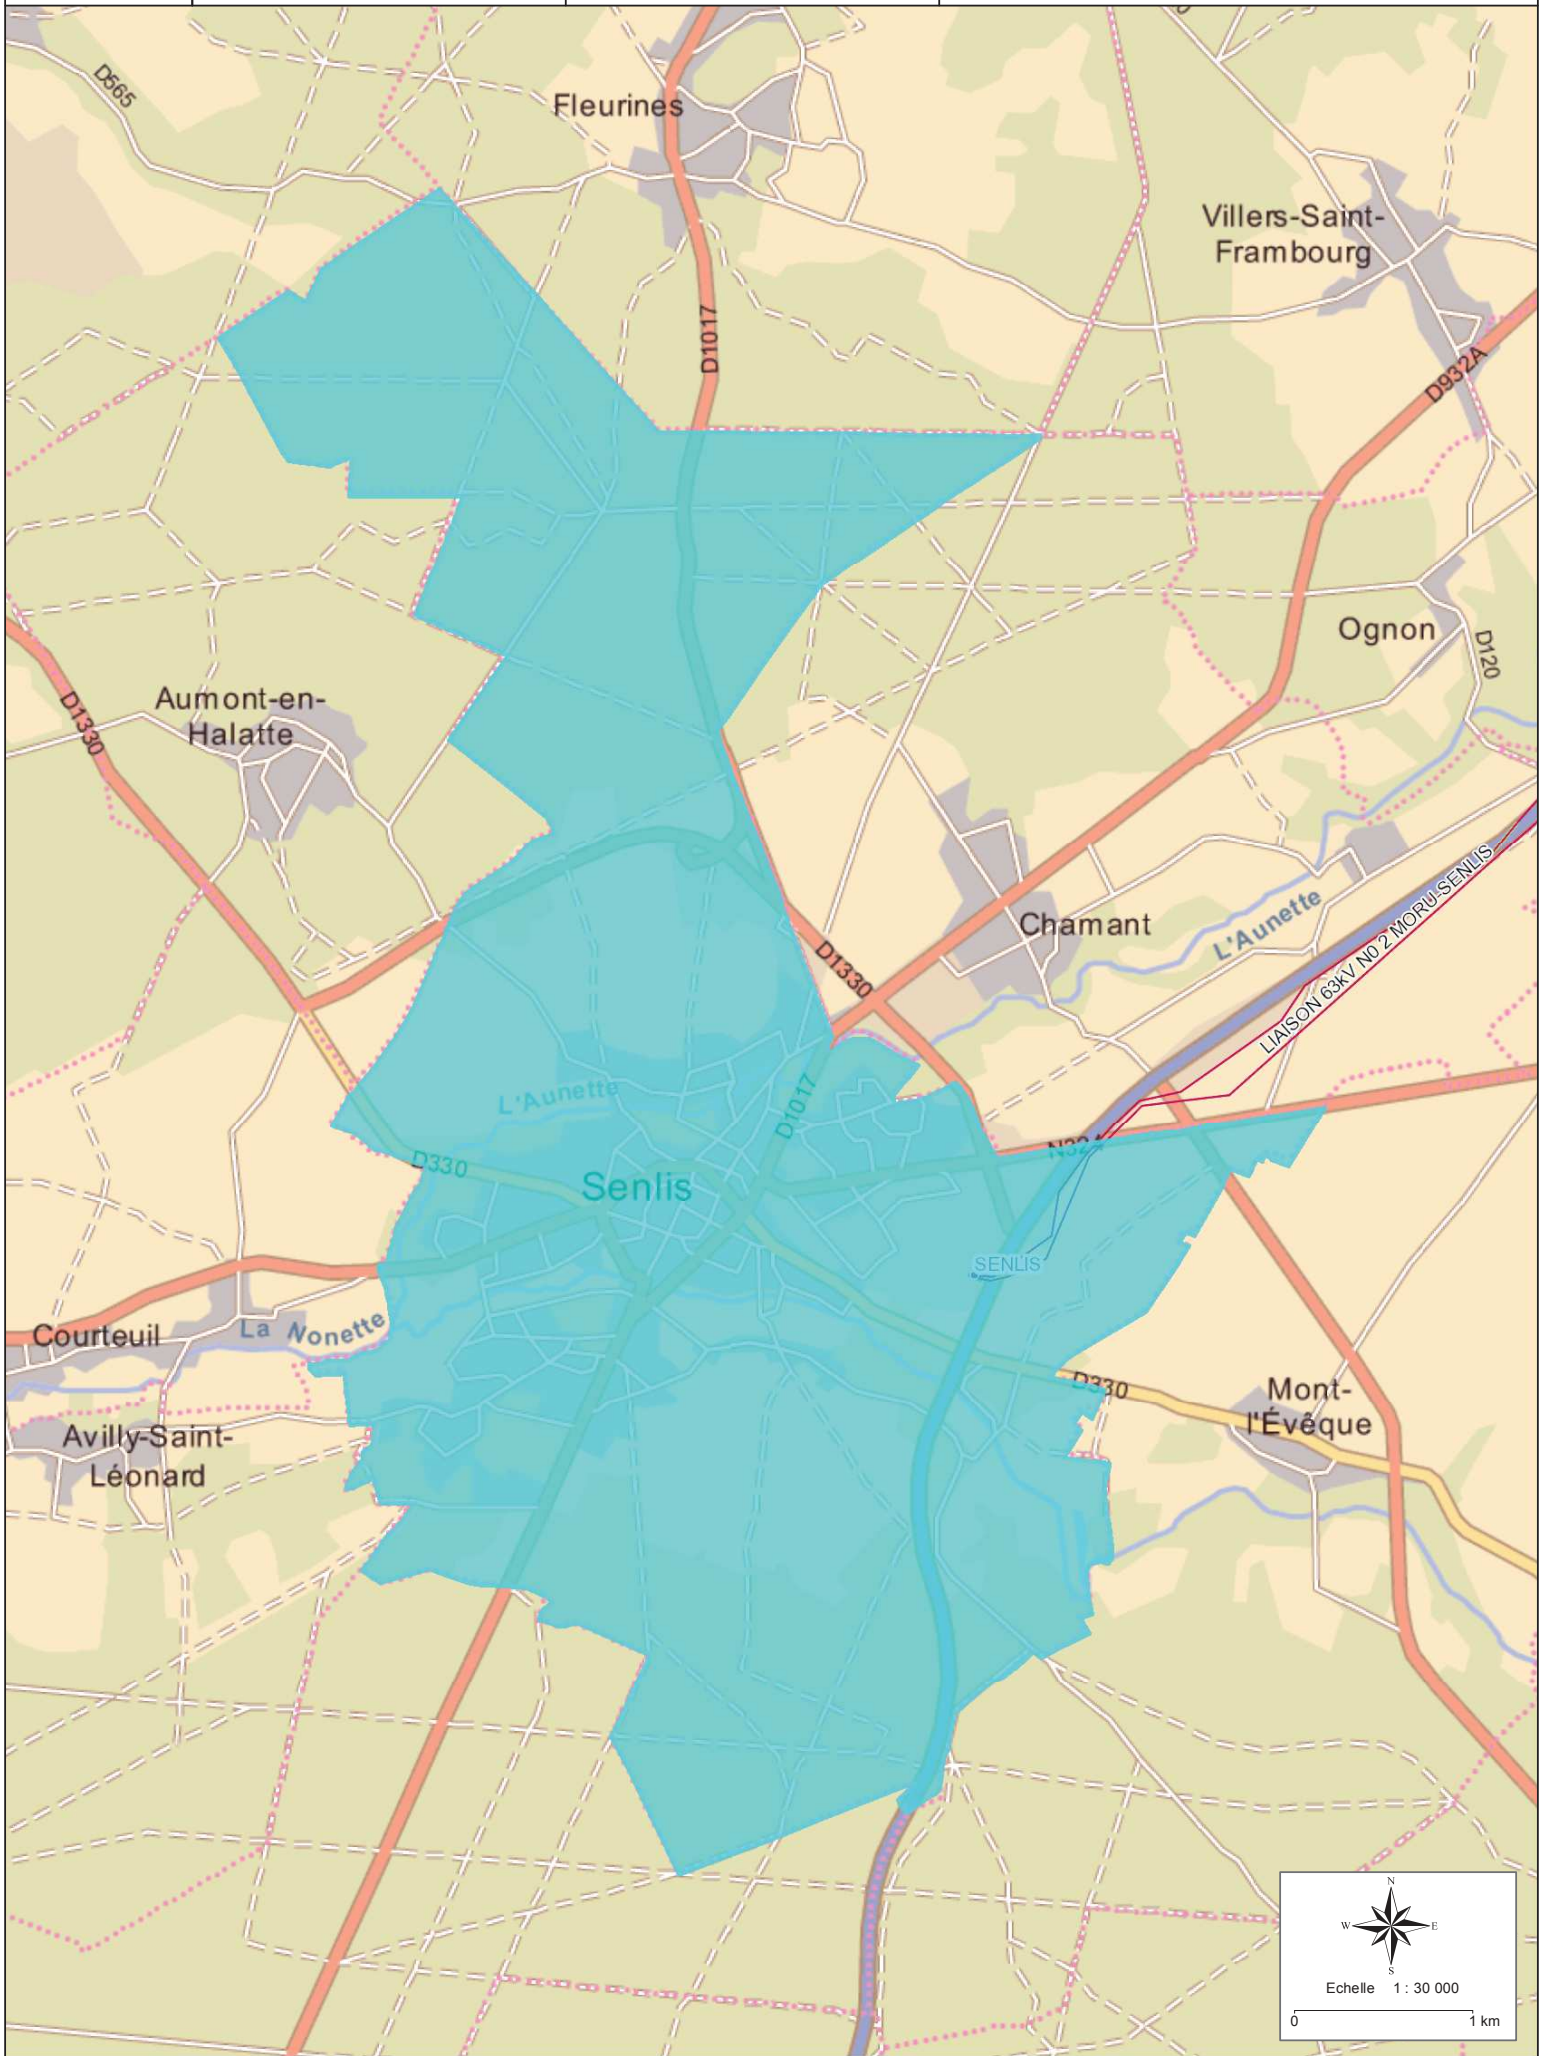 D565
Fleurines
Villers-Saint-
Frambourg
D1017
D932A
Ognon
D120
D1330
Aumont-en-
Halatte
Chamant
L'Aunette
LIAISON 63kV N0 2 MORU-SENLIS
D1330
L'Aunette
D1017
N324
D330
Senlis
SENLIS
Courteuil
La Nonette
D330
Mont-
l'Évêque
Avilly-Saint-
Léonard
N
W
E
S
Echelle 1 : 30 000
0
1 km